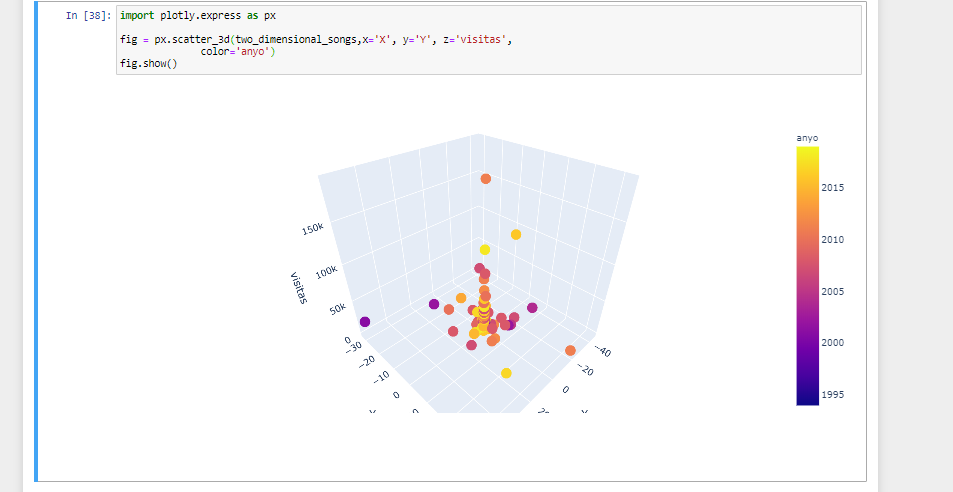 In [38]: import plotly.express as px
fig = px.scatter_3d(two_dimensional_songs,x='X', y='Y', z='visitas',
color='anyo')
fig.show()
anyo
2015
2010
2005
2000
1995
150k
100k
50k
0
visitas
−30
−20
−10
0
−40
−20
0